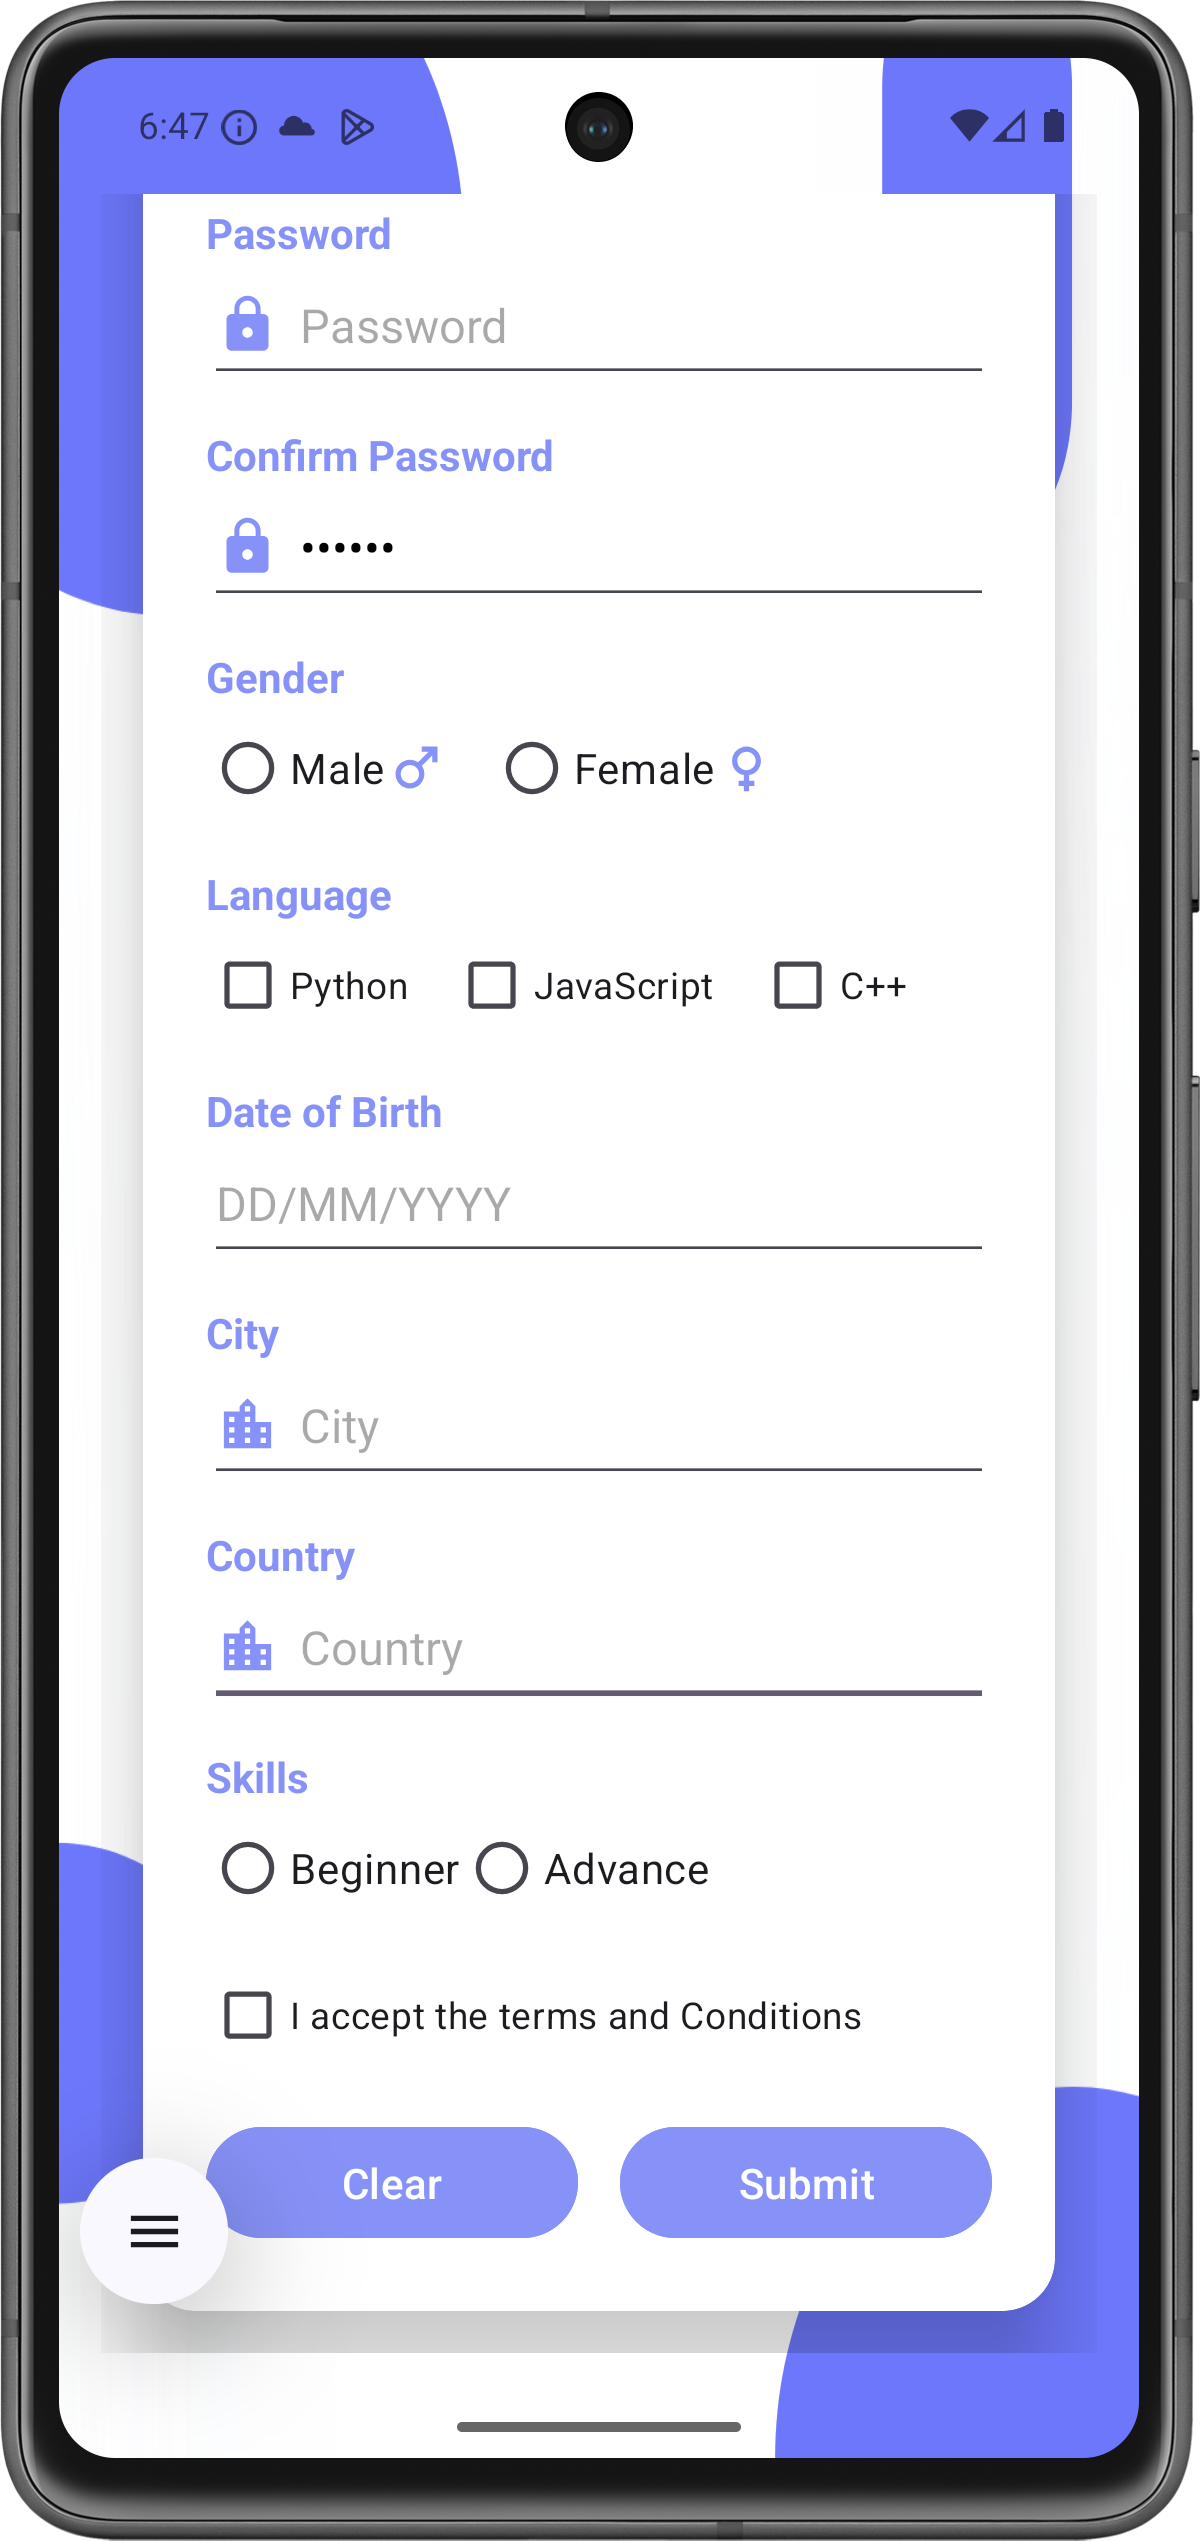 6:47
Password
Password
Confirm Password
••••••
Gender
Male Female
Language
Python JavaScript C++
Date of Birth
DD/MM/YYYY
City
City
Country
Country
Skills
Beginner Advance
I accept the terms and Conditions
Clear Submit